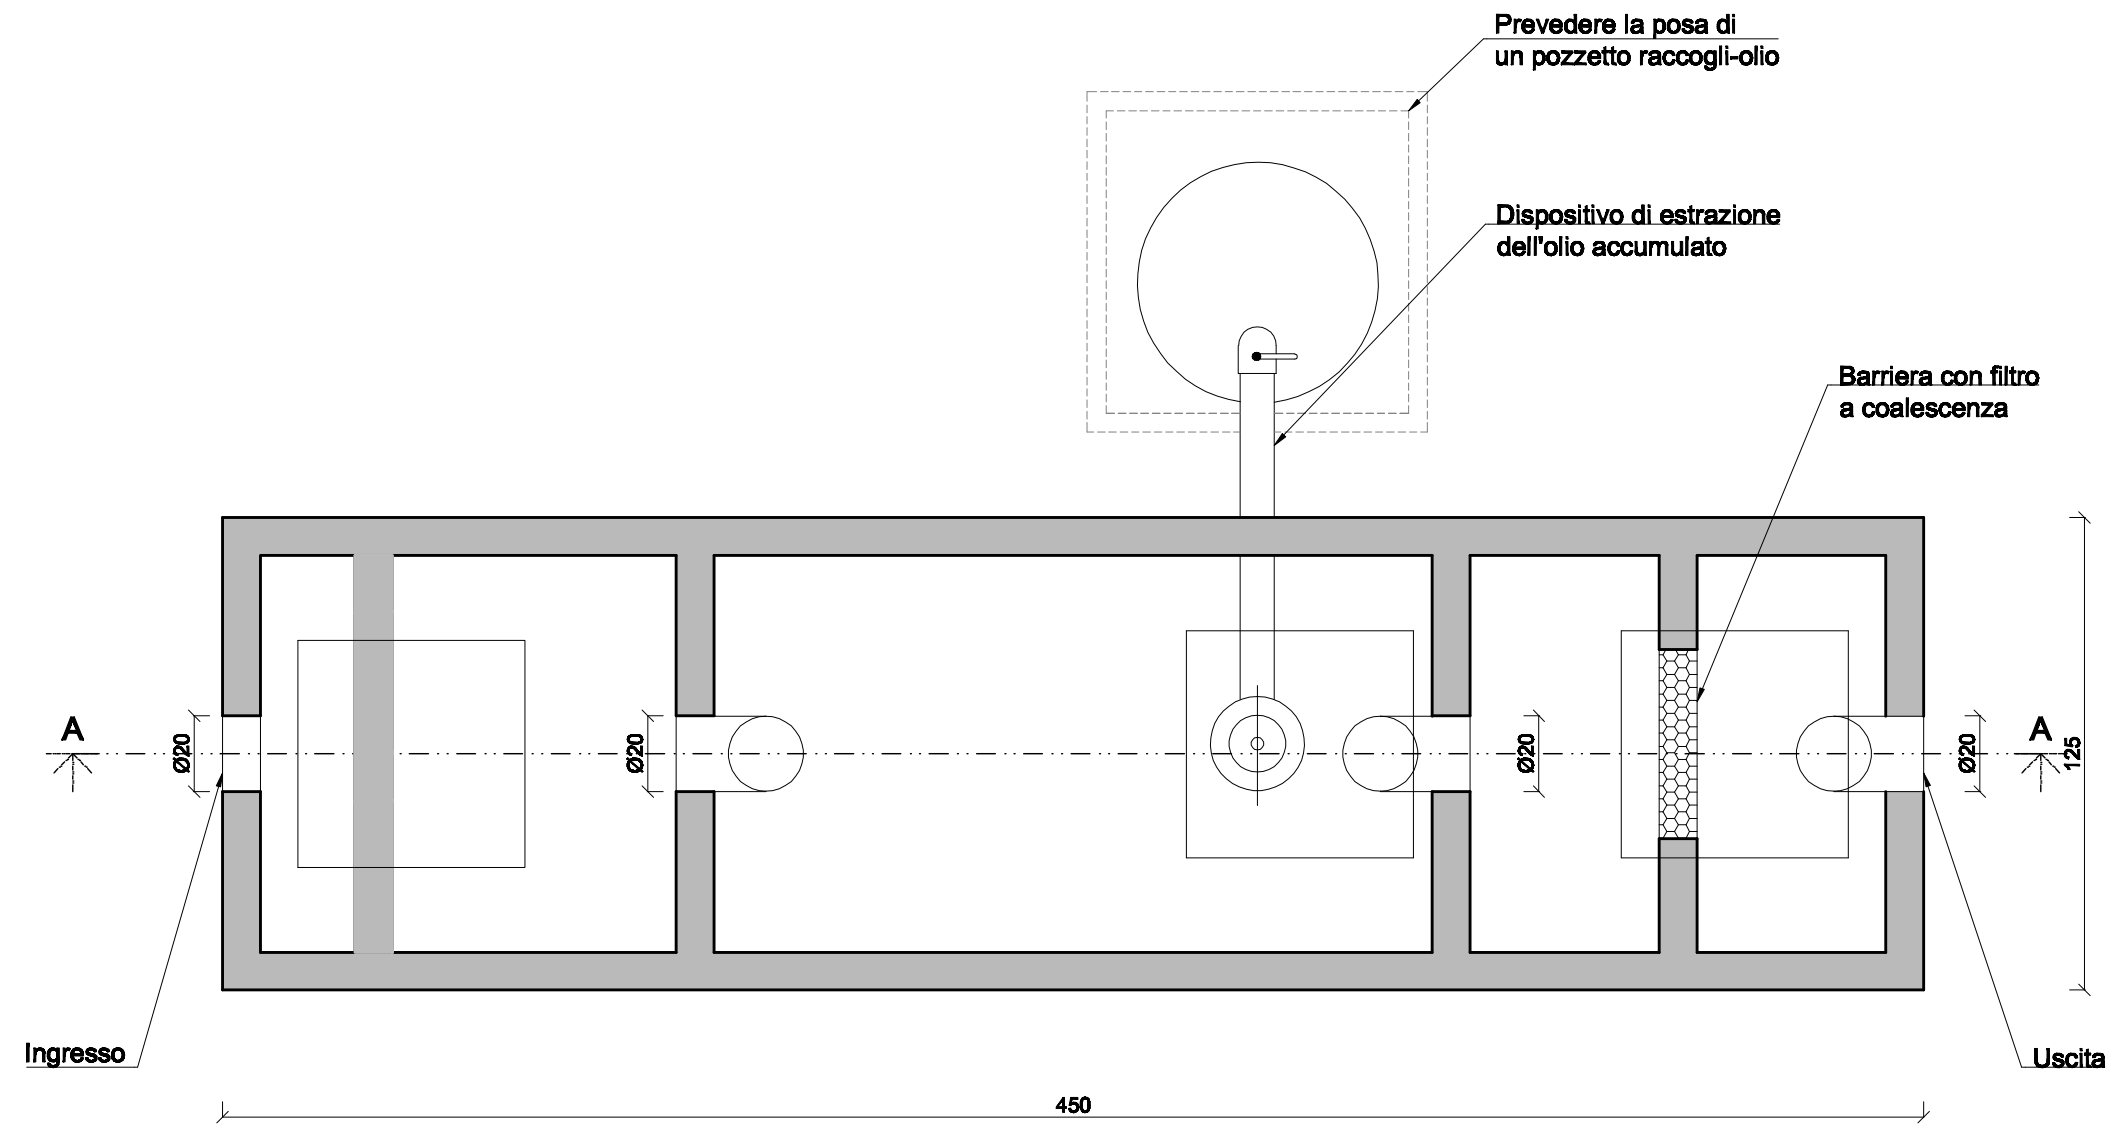 Prevedere la posa di
un pozzetto raccogli-olio
Dispositivo di estrazione
dell'olio accumulato
Barriera con filtro
a coalescenza
A
Ø20
Ø20
Ø20
Ø20
A
125
Ingresso
Uscita
450